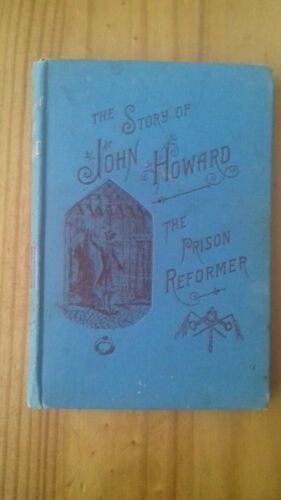 THE STORY OF
JOHN HOWARD
THE
PRISON
REFORMER